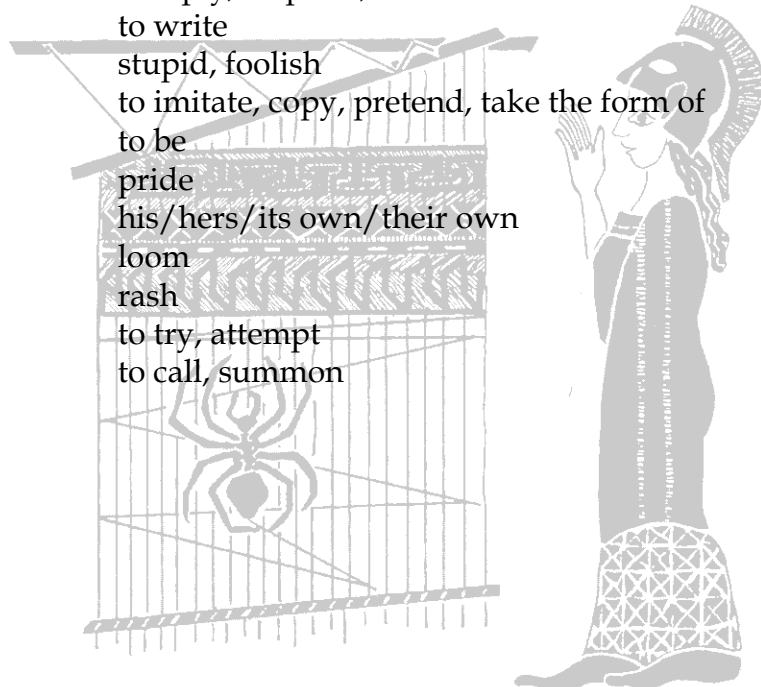 to write
stupid, foolish
to imitate, copy, pretend, take the form of
to be
pride
his/hers/its own/their own
loom
rash
to try, attempt
to call, summon